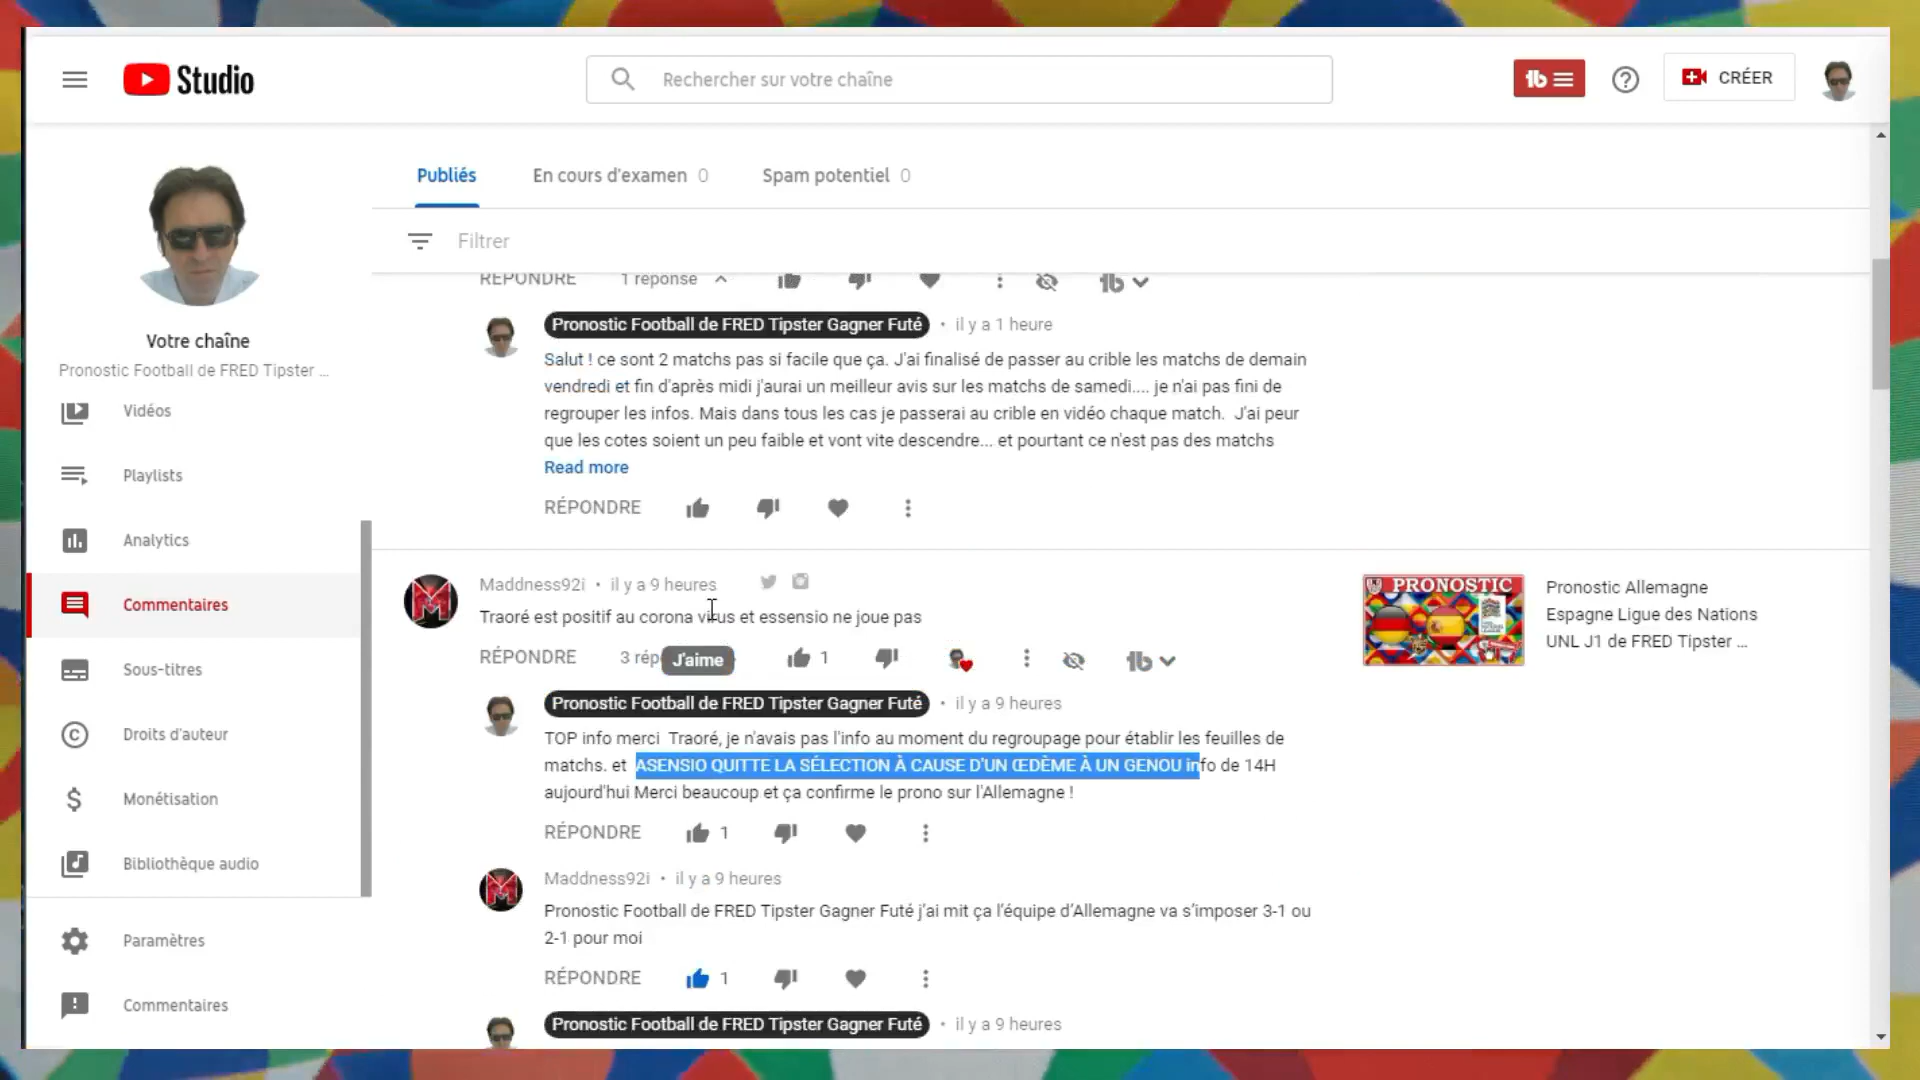 Studio
Rechercher sur votre chaîne
CRÉER
Votre chaîne
Pronostic Football de FRED Tipster ...
Vidéos
Playlists
Analytics
Commentaires
Sous-titres
Droits d'auteur
Monétisation
Bibliothèque audio
Paramètres
Commentaires
Publiés
En cours d'examen 0
Spam potentiel 0
Filtrer
RÉPONDRE 1 réponse
Pronostic Football de FRED Tipster Gagner Futé • il y a 1 heure
Salut ! ce sont 2 matchs pas si facile que ça. J'ai finalisé de passer au crible les matchs de demain
vendredi et fin d'après midi j'aurai un meilleur avis sur les matchs de samedi.... je n'ai pas fini de
regrouper les infos. Mais dans tous les cas je passerai au crible en vidéo chaque match. J'ai peur
que les cotes soient un peu faible et vont vite descendre... et pourtant ce n'est pas des matchs
Read more
RÉPONDRE
Maddness92i • il y a 9 heures
Traoré est positif au corona virus et essensio ne joue pas
RÉPONDRE 3 rép
J'aime
1
Pronostic Football de FRED Tipster Gagner Futé • il y a 9 heures
TOP info merci Traoré, je n'avais pas l'info au moment du regroupage pour établir les feuilles de
matchs. et ASENSIO QUITTE LA SÉLECTION À CAUSE D'UN ŒDÈME À UN GENOU info de 14H
aujourd'hui Merci beaucoup et ça confirme le prono sur l'Allemagne !
RÉPONDRE 1
Maddness92i • il y a 9 heures
Pronostic Football de FRED Tipster Gagner Futé j'ai mit ça l'équipe d'Allemagne va s'imposer 3-1 ou
2-1 pour moi
RÉPONDRE 1
Pronostic Football de FRED Tipster Gagner Futé • il y a 9 heures
PRONOSTIC
Pronostic Allemagne
Espagne Ligue des Nations
UNL J1 de FRED Tipster ...